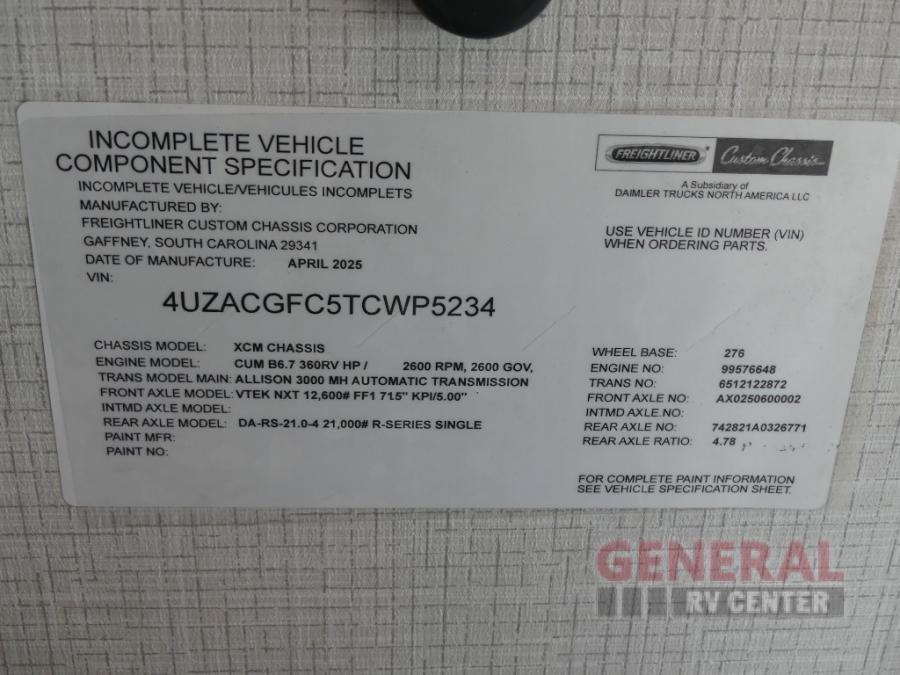 INCOMPLETE VEHICLE
COMPONENT SPECIFICATION
INCOMPLETE VEHICLE/VEHICULES INCOMPLETS
MANUFACTURED BY:
FREIGHTLINER CUSTOM CHASSIS CORPORATION
GAFFNEY, SOUTH CAROLINA 29341
DATE OF MANUFACTURE: APRIL 2025
VIN:
4UZACGFC5TCWP5234
FREIGHTLINER Custom Chassis
A Subsidiary of
DAIMLER TRUCKS NORTH AMERICA LLC
USE VEHICLE ID NUMBER (VIN)
WHEN ORDERING PARTS.
CHASSIS MODEL: XCM CHASSIS
ENGINE MODEL: CUM B6.7 360RV HP / 2600 RPM, 2600 GOV,
TRANS MODEL MAIN: ALLISON 3000 MH AUTOMATIC TRANSMISSION
FRONT AXLE MODEL: VTEK NXT 12,600# FF1 71.5" KPI/5.00"
INTMD AXLE MODEL:
REAR AXLE MODEL: DA-RS-21.0-4 21,000# R-SERIES SINGLE
PAINT MFR:
PAINT NO:
WHEEL BASE: 276
ENGINE NO: 99576648
TRANS NO: 6512122872
FRONT AXLE NO: AX0250600002
INTMD AXLE NO:
REAR AXLE NO: 742821A0326771
REAR AXLE RATIO: 4.78
FOR COMPLETE PAINT INFORMATION
SEE VEHICLE SPECIFICATION SHEET.
GENERAL
RV CENTER